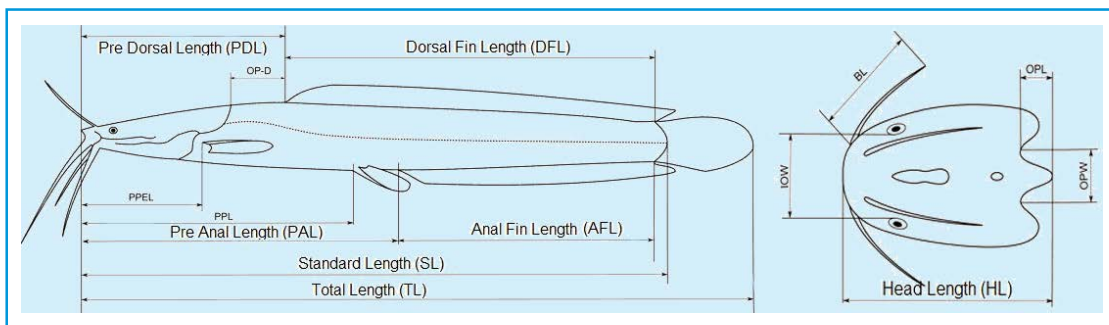 Pre Dorsal Length (PDL)
Dorsal Fin Length (DFL)
OP-D
PPEL
PPL
Pre Anal Length (PAL)
Anal Fin Length (AFL)
Standard Length (SL)
Total Length (TL)
BL
OPL
IOW
OPW
Head Length (HL)